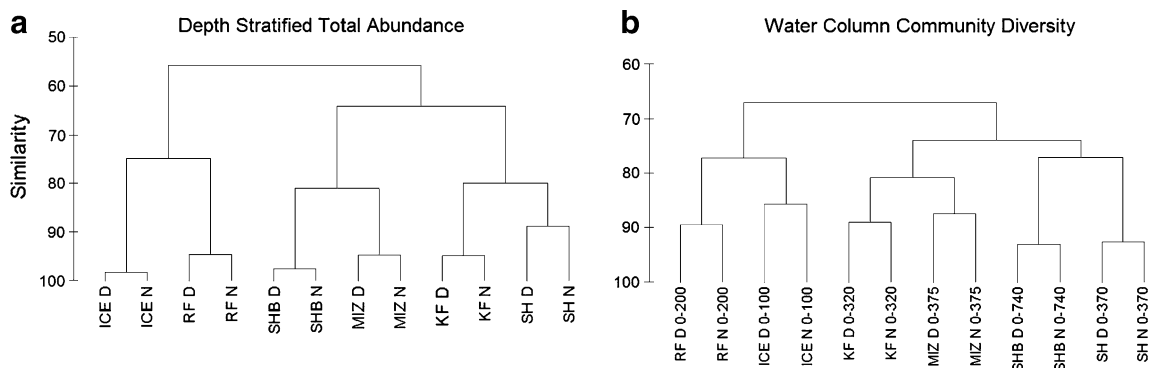 a
Depth Stratified Total Abundance
Similarity
50
60
70
80
90
100
ICE D
ICE N
RF D
RF N
SHB D
SHB N
MIZ D
MIZ N
KF D
KF N
SH D
SH N
b
Water Column Community Diversity
60
70
80
90
100
RF D 0-200
RF N 0-200
ICE D 0-100
ICE N 0-100
KF D 0-320
KF N 0-320
MIZ D 0-375
MIZ N 0-375
SHB D 0-740
SHB N 0-740
SH D 0-370
SH N 0-370